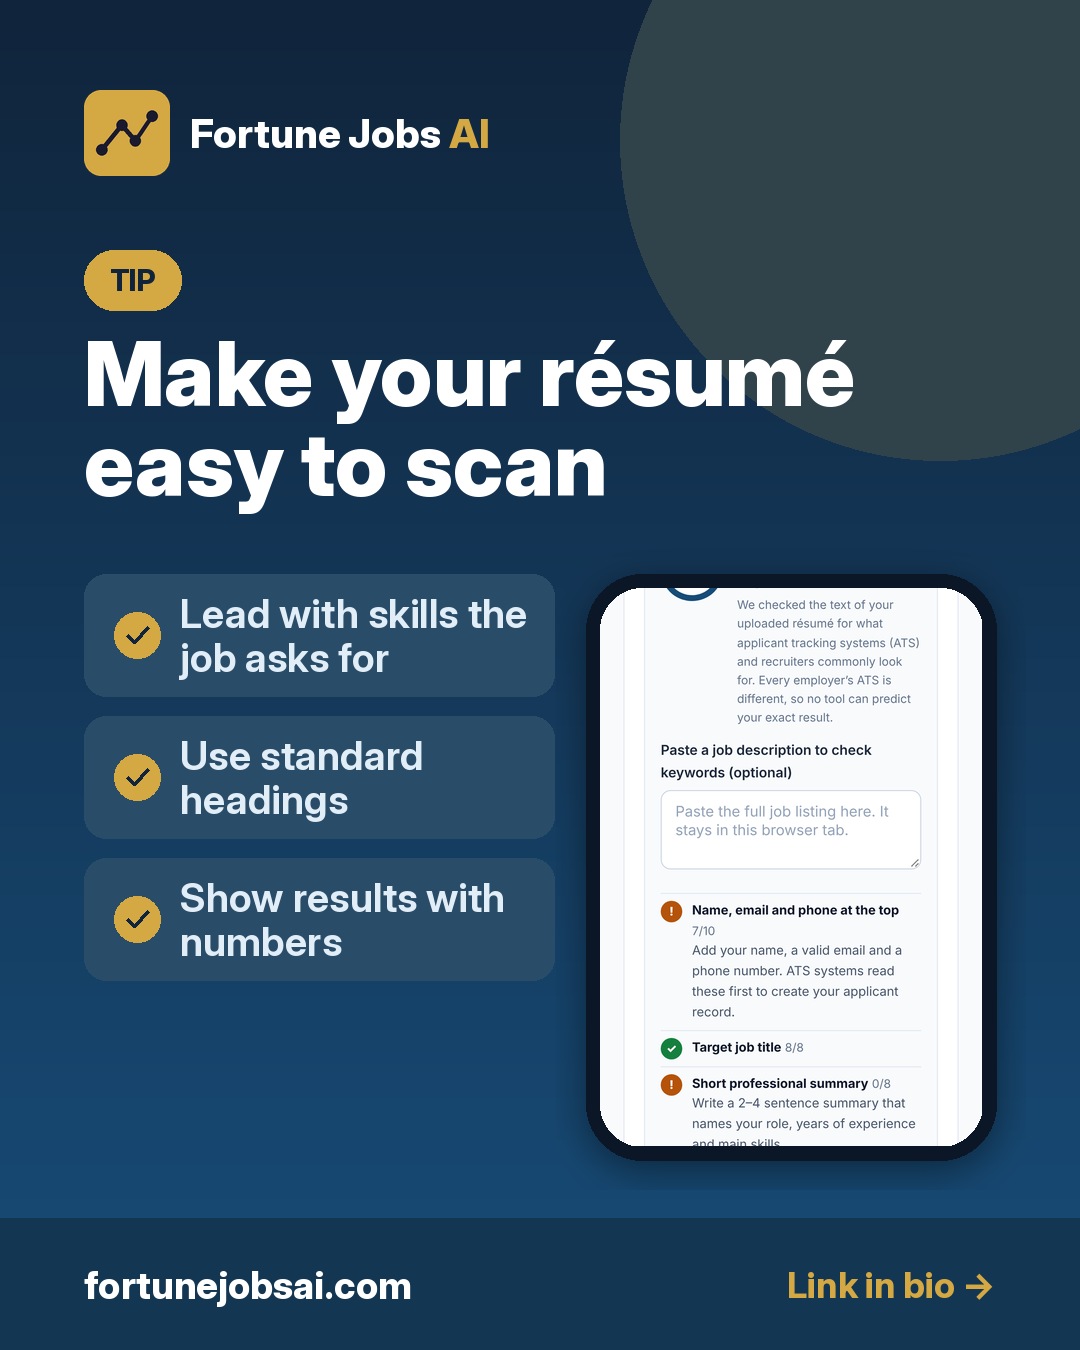 Fortune Jobs AI
TIP
Make your résumé
easy to scan
Lead with skills the
job asks for
Use standard
headings
Show results with
numbers
We checked the text of your
uploaded résumé for what
applicant tracking systems (ATS)
and recruiters commonly look
for. Every employer’s ATS is
different, so no tool can predict
your exact result.
Paste a job description to check
keywords (optional)
Paste the full job listing here. It
stays in this browser tab.
Name, email and phone at the top
7/10
Add your name, a valid email and a
phone number. ATS systems read
these first to create your applicant
record.
Target job title 8/8
Short professional summary 0/8
Write a 2–4 sentence summary that
names your role, years of experience
and main skills
fortunejobsai.com
Link in bio →